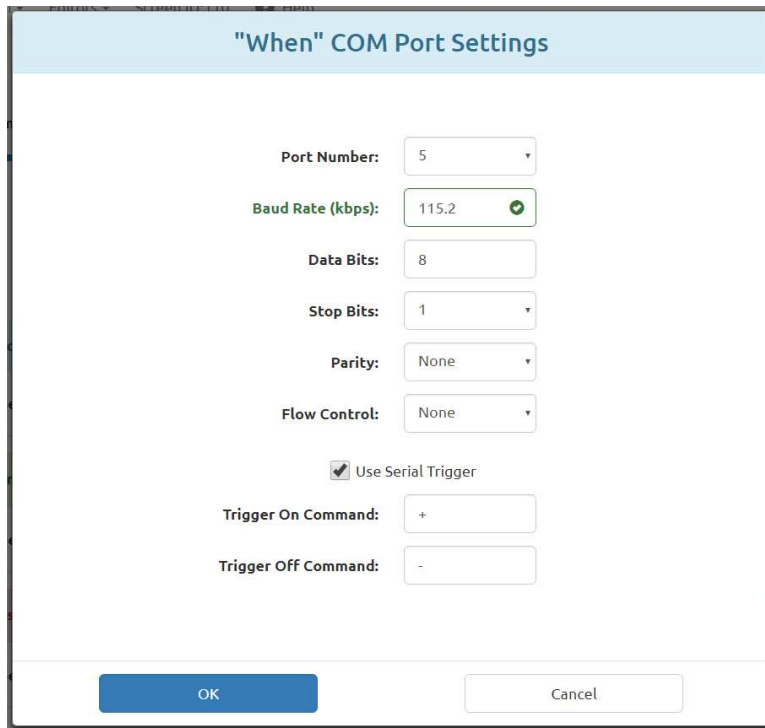 "When" COM Port Settings
Port Number: 5
Baud Rate (kbps): 115.2
Data Bits: 8
Stop Bits: 1
Parity: None
Flow Control: None
Use Serial Trigger
Trigger On Command: +
Trigger Off Command: -
OK Cancel